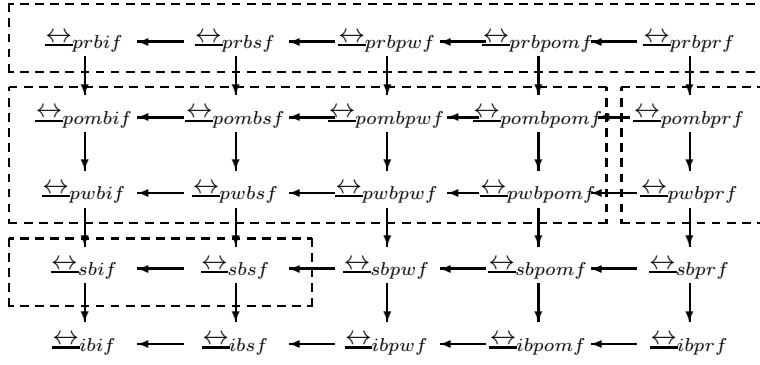 ↔prbif ↔prbsf ↔prbpwf ↔prbpomf ↔prbprf
↔pombif ↔pombsf ↔pombpwf ↔pombpomf ↔pombprf
↔pwbif ↔pwbsf ↔pwbpwf ↔pwbpomf ↔pwbprf
↔sbif ↔sbsf ↔sbpwf ↔sbpomf ↔sbprf
↔ibif ↔ibsf ↔ibpwf ↔ibpomf ↔ibprf